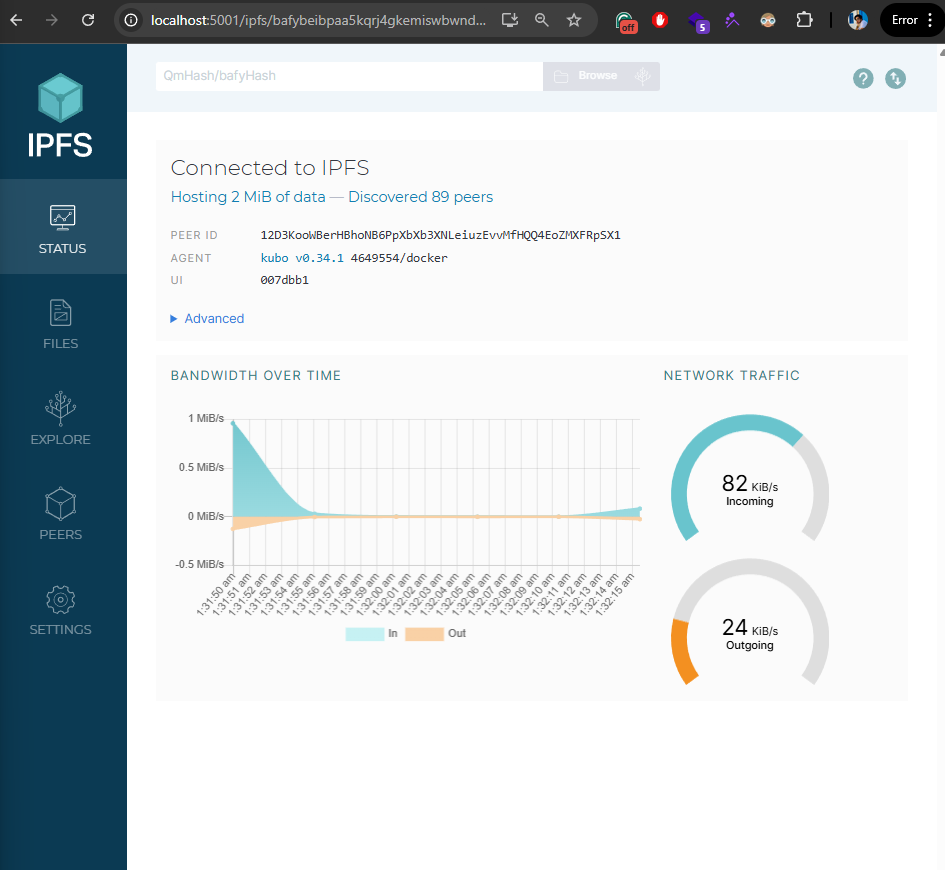 localhost:5001/ipfs/bafybeibpaa5kqrj4gkemiswbwnd...
off
5
Error
IPFS
STATUS
FILES
EXPLORE
PEERS
SETTINGS
QmHash/bafyHash
Browse
?
Connected to IPFS
Hosting 2 MiB of data — Discovered 89 peers
PEER ID 12D3KooWBerHBhoNB6PpXbXb3XNLeiuzEvvMfHQQ4EoZMXFRpSX1
AGENT kubo v0.34.1 4649554/docker
UI 007dbb1
Advanced
BANDWIDTH OVER TIME
1 MiB/s
0.5 MiB/s
0 MiB/s
-0.5 MiB/s
1:31:50 am
1:31:51 am
1:31:52 am
1:31:53 am
1:31:54 am
1:31:55 am
1:31:56 am
1:31:57 am
1:31:58 am
1:31:59 am
1:32:00 am
1:32:01 am
1:32:02 am
1:32:03 am
1:32:04 am
1:32:05 am
1:32:06 am
1:32:07 am
1:32:08 am
1:32:09 am
1:32:10 am
1:32:11 am
1:32:12 am
1:32:13 am
1:32:14 am
1:32:15 am
In
Out
NETWORK TRAFFIC
82 KiB/s
Incoming
24 KiB/s
Outgoing